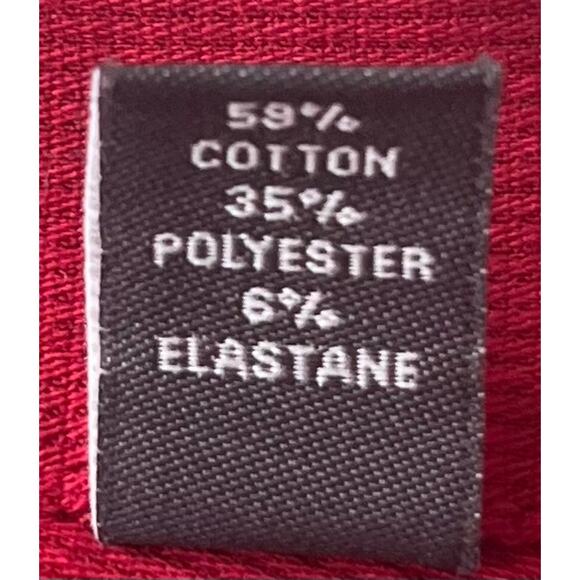 59%
COTTON
35%
POLYESTER
6%
ELASTANE